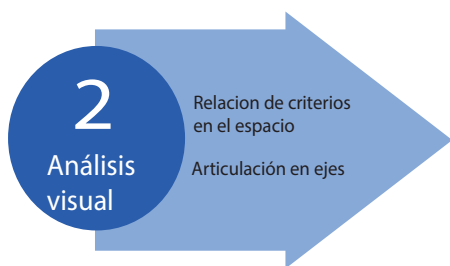 2
Análisis
visual
Relacion de criterios
en el espacio
Articulación en ejes